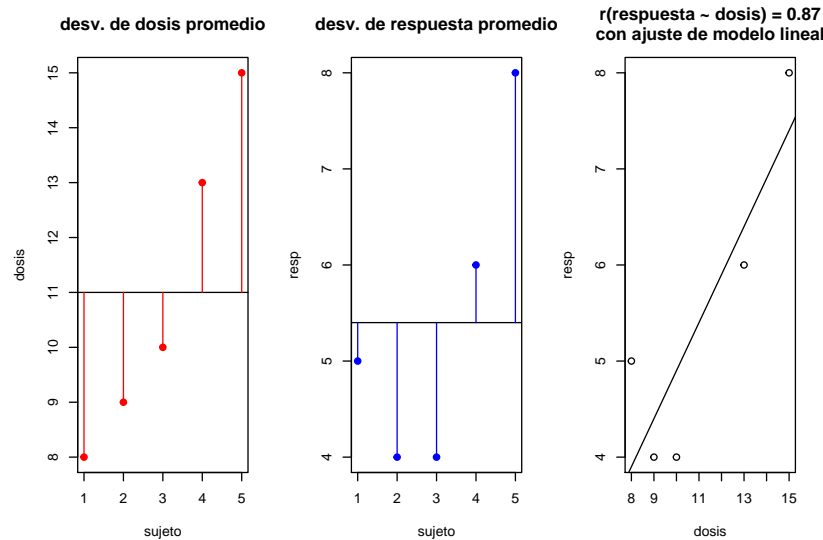 desv. de dosis promedio
dosis
15
14
13
12
11
10
9
8
1 2 3 4 5
sujeto
desv. de respuesta promedio
resp
8
7
6
5
4
1 2 3 4 5
sujeto
r(respuesta ~ dosis) = 0.87
con ajuste de modelo lineal
resp
8
7
6
5
4
8 9 11 13 15
dosis